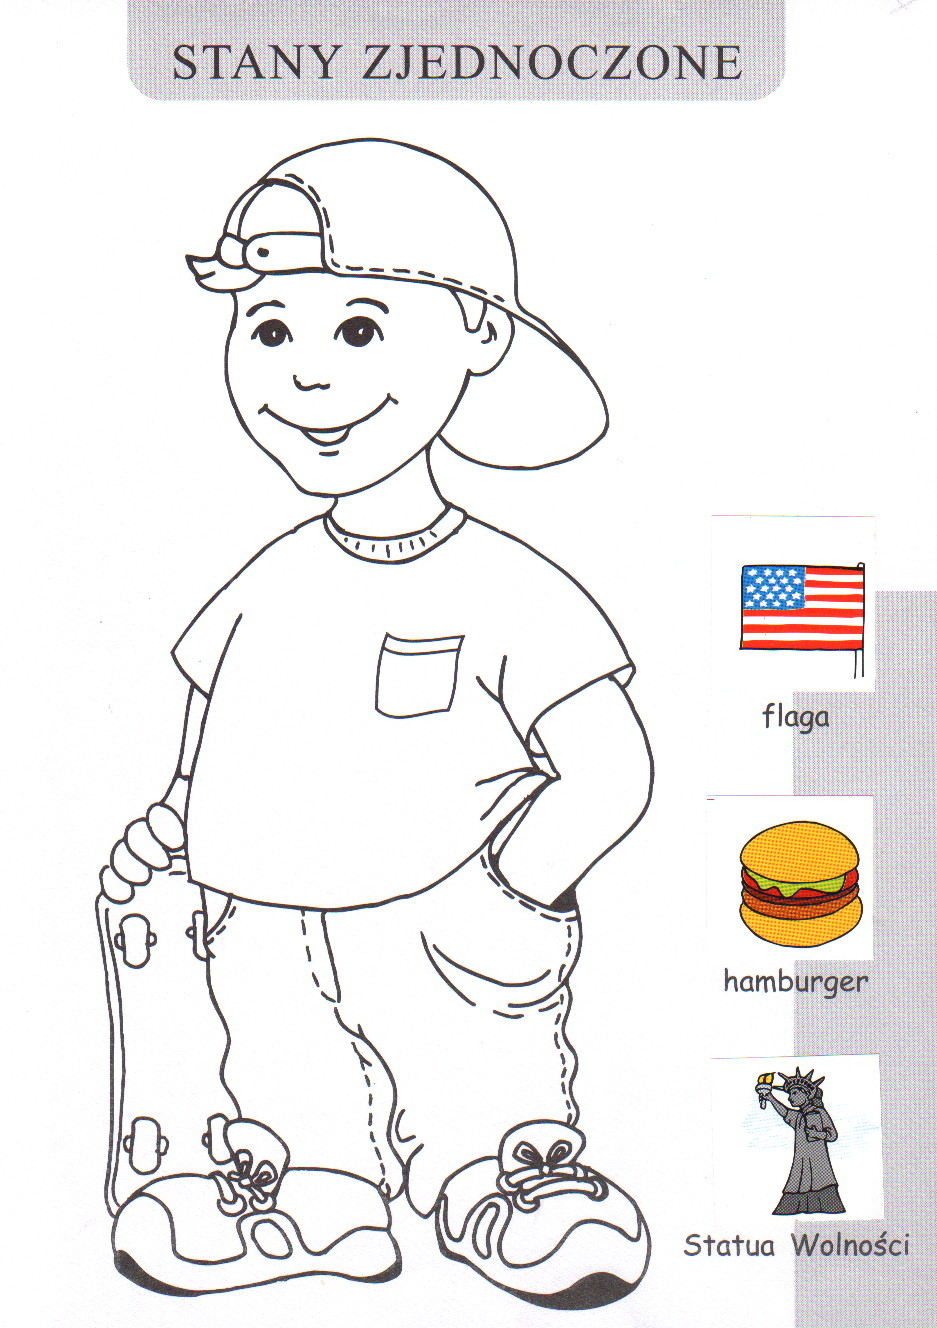 STANY ZJEDNOCZONE
flaga
hamburger
Statua Wolności